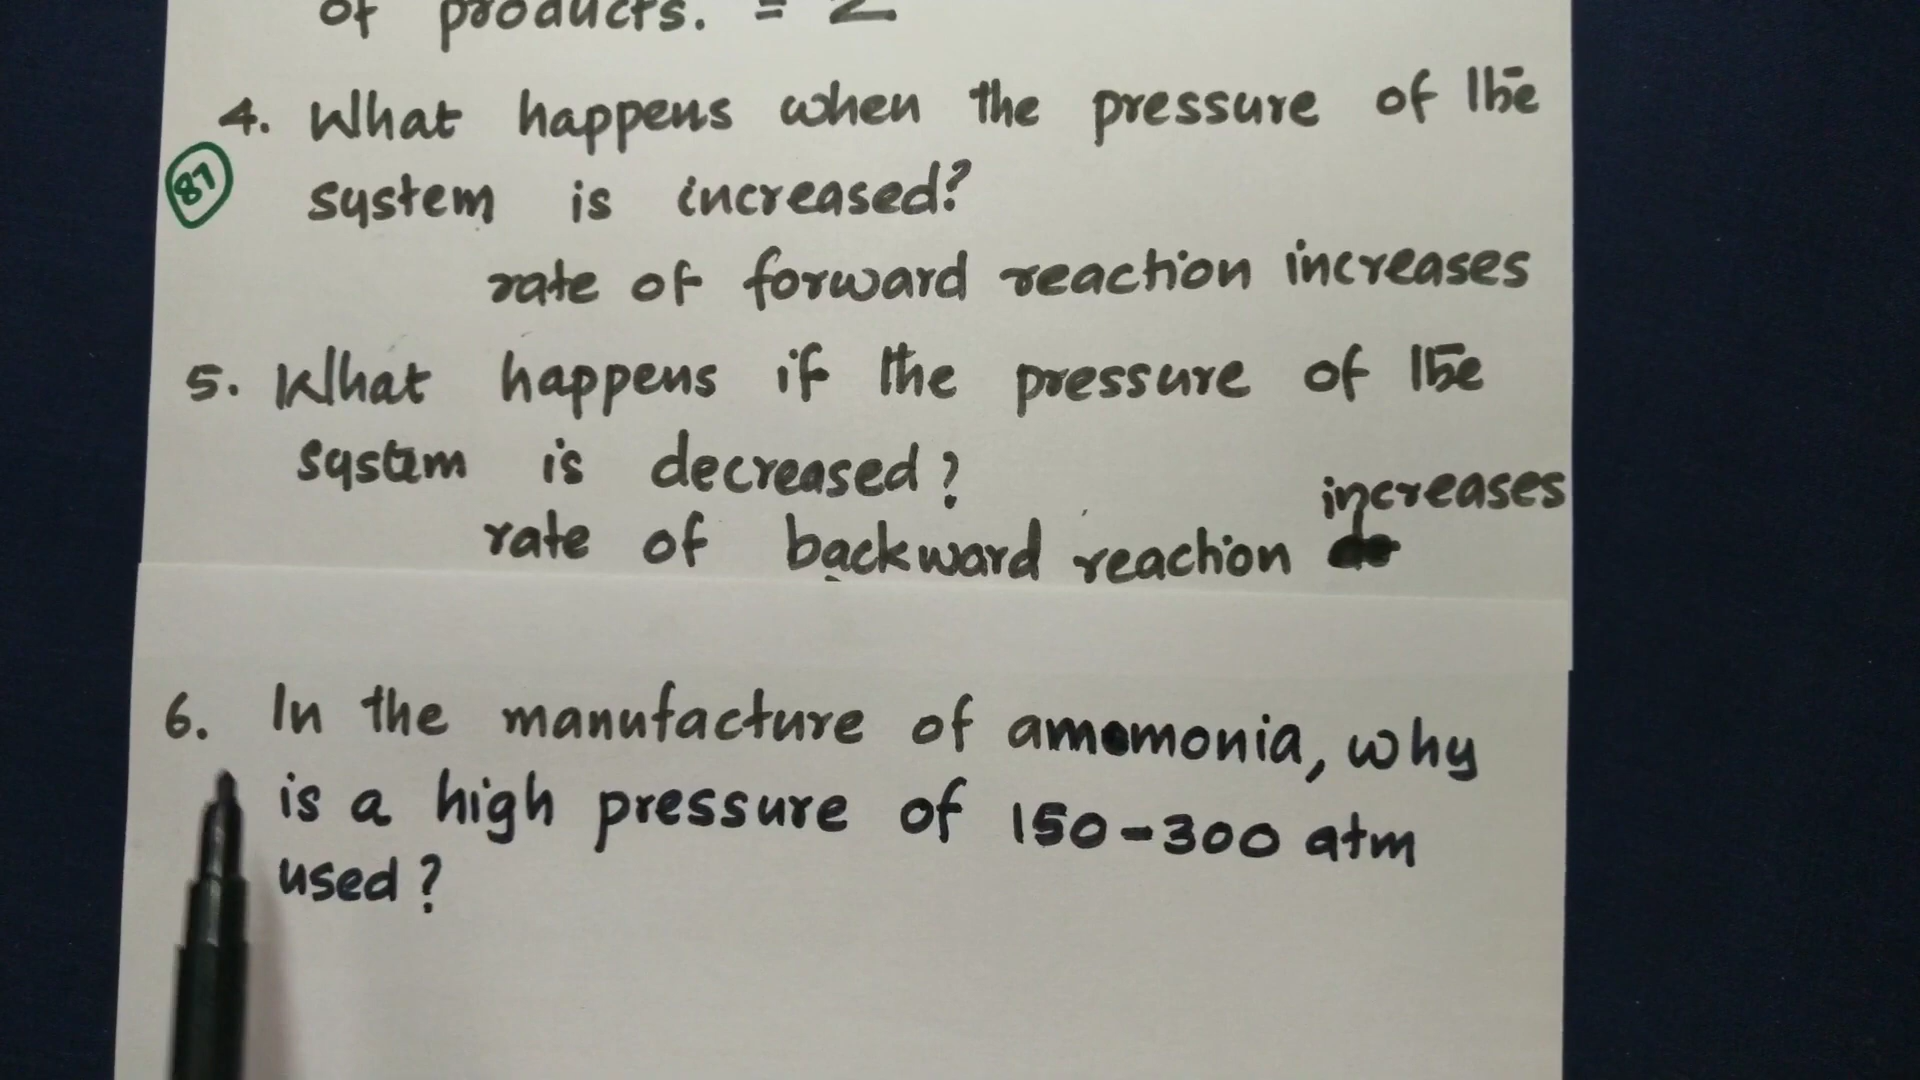 of products. = 2
4. What happens when the pressure of the
87
system is increased?
rate of forward reaction increases
5. What happens if the pressure of the
system is decreased?
increases
rate of backward reaction
6. In the manufacture of ammonia, why
is a high pressure of 150-300 atm
used?